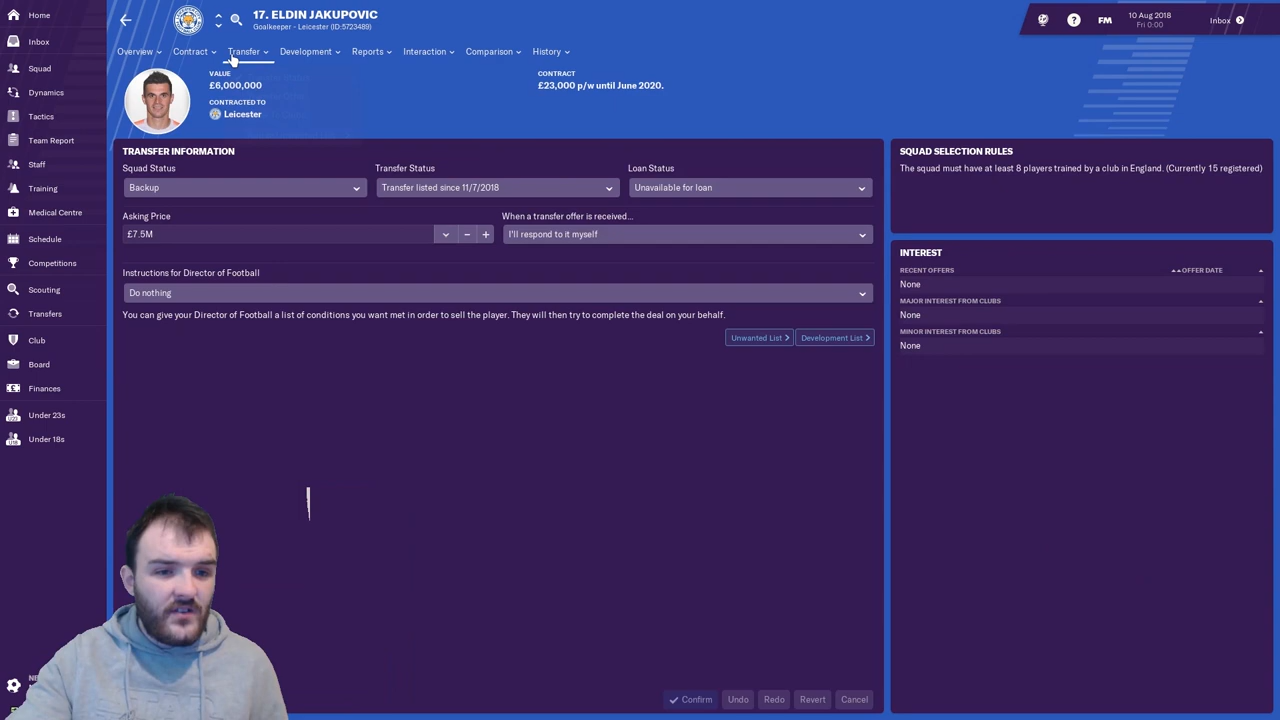 Home
Inbox
Squad
Dynamics
Tactics
Team Report
Staff
Training
Medical Centre
Schedule
Competitions
Scouting
Transfers
Club
Board
Finances
Under 23s
Under 18s
17. ELDIN JAKUPOVIC
Goalkeeper - Leicester (ID:5723489)
FM
10 Aug 2018
Fri 0:00
Inbox
Overview
Contract
Transfer
Development
Reports
Interaction
Comparison
History
VALUE
£6,000,000
CONTRACTED TO
Leicester
CONTRACT
£23,000 p/w until June 2020.
TRANSFER INFORMATION
Squad Status
Transfer Status
Loan Status
Backup
Transfer listed since 11/7/2018
Unavailable for loan
Asking Price
When a transfer offer is received...
£7.5M
I'll respond to it myself
Instructions for Director of Football
Do nothing
You can give your Director of Football a list of conditions you want met in order to sell the player. They will then try to complete the deal on your behalf.
Unwanted List
Development List
Confirm
Undo
Redo
Revert
Cancel
SQUAD SELECTION RULES
The squad must have at least 8 players trained by a club in England. (Currently 15 registered)
INTEREST
RECENT OFFERS
OFFER DATE
None
MAJOR INTEREST FROM CLUBS
None
MINOR INTEREST FROM CLUBS
None